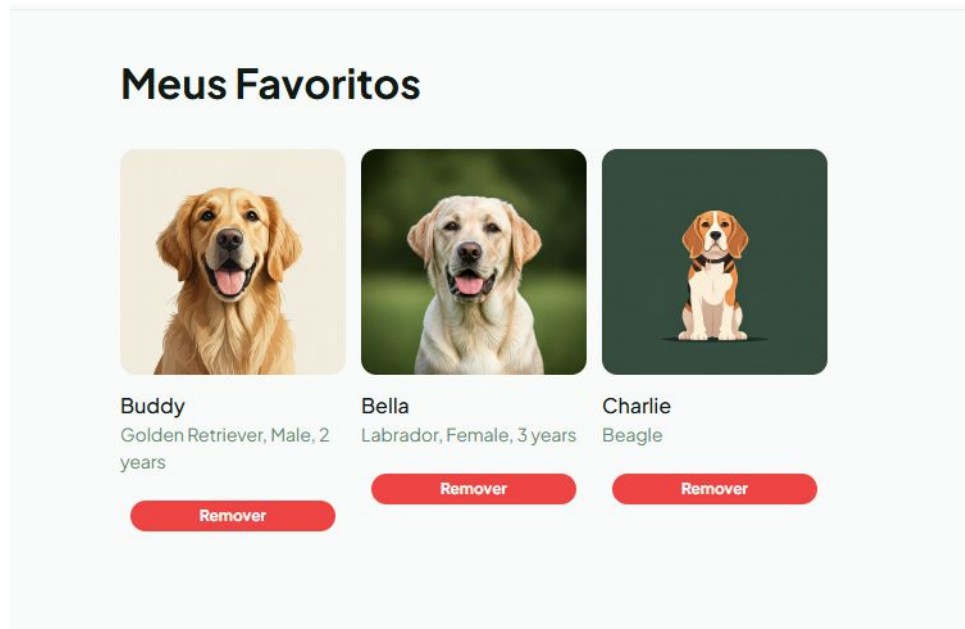 Meus Favoritos
Buddy
Golden Retriever, Male, 2
years
Remover
Bella
Labrador, Female, 3 years
Remover
Charlie
Beagle
Remover